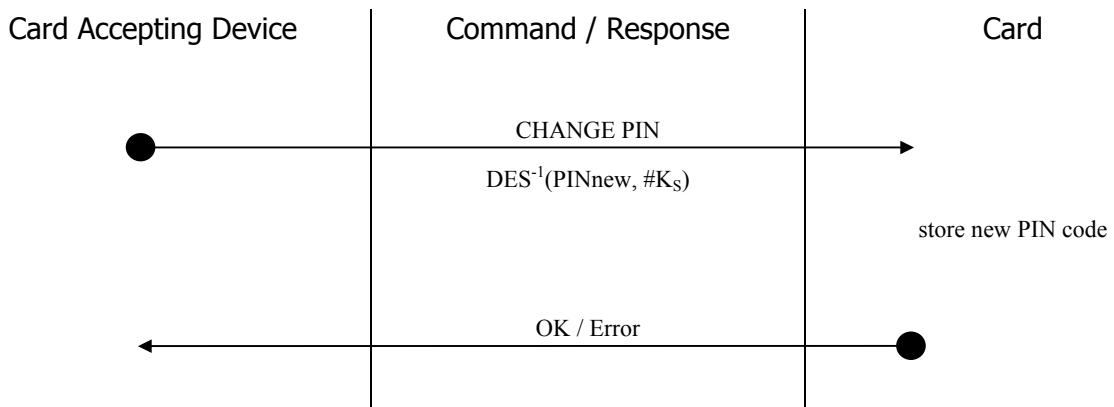 Card Accepting Device Command / Response Card
CHANGE PIN
DES⁻¹(PINnew, #Kₛ)
store new PIN code
OK / Error